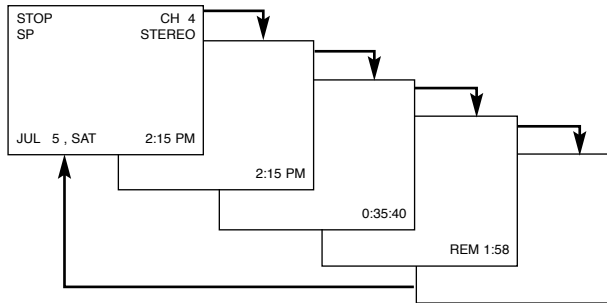 STOP CH 4
SP STEREO
JUL 5 , SAT 2:15 PM
2:15 PM
0:35:40
REM 1:58